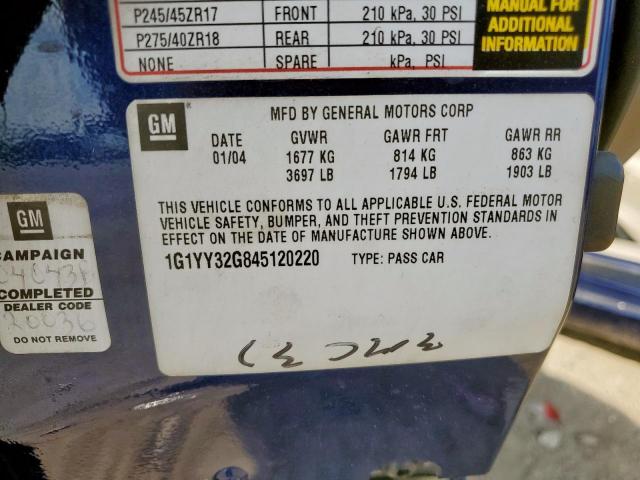 P245/45ZR17 FRONT 210 kPa, 30 PSI
P275/40ZR18 REAR 210 kPa, 30 PSI
NONE SPARE kPa, PSI
MANUAL FOR
ADDITIONAL
INFORMATION
GM
MFD BY GENERAL MOTORS CORP
DATE GVWR GAWR FRT GAWR RR
01/04 1677 KG 814 KG 863 KG
3697 LB 1794 LB 1903 LB
THIS VEHICLE CONFORMS TO ALL APPLICABLE U.S. FEDERAL MOTOR
VEHICLE SAFETY, BUMPER, AND THEFT PREVENTION STANDARDS IN
EFFECT ON THE DATE OF MANUFACTURE SHOWN ABOVE.
1G1YY32G845120220 TYPE: PASS CAR
GM
CAMPAIGN
COMPLETED
DEALER CODE
20036
DO NOT REMOVE